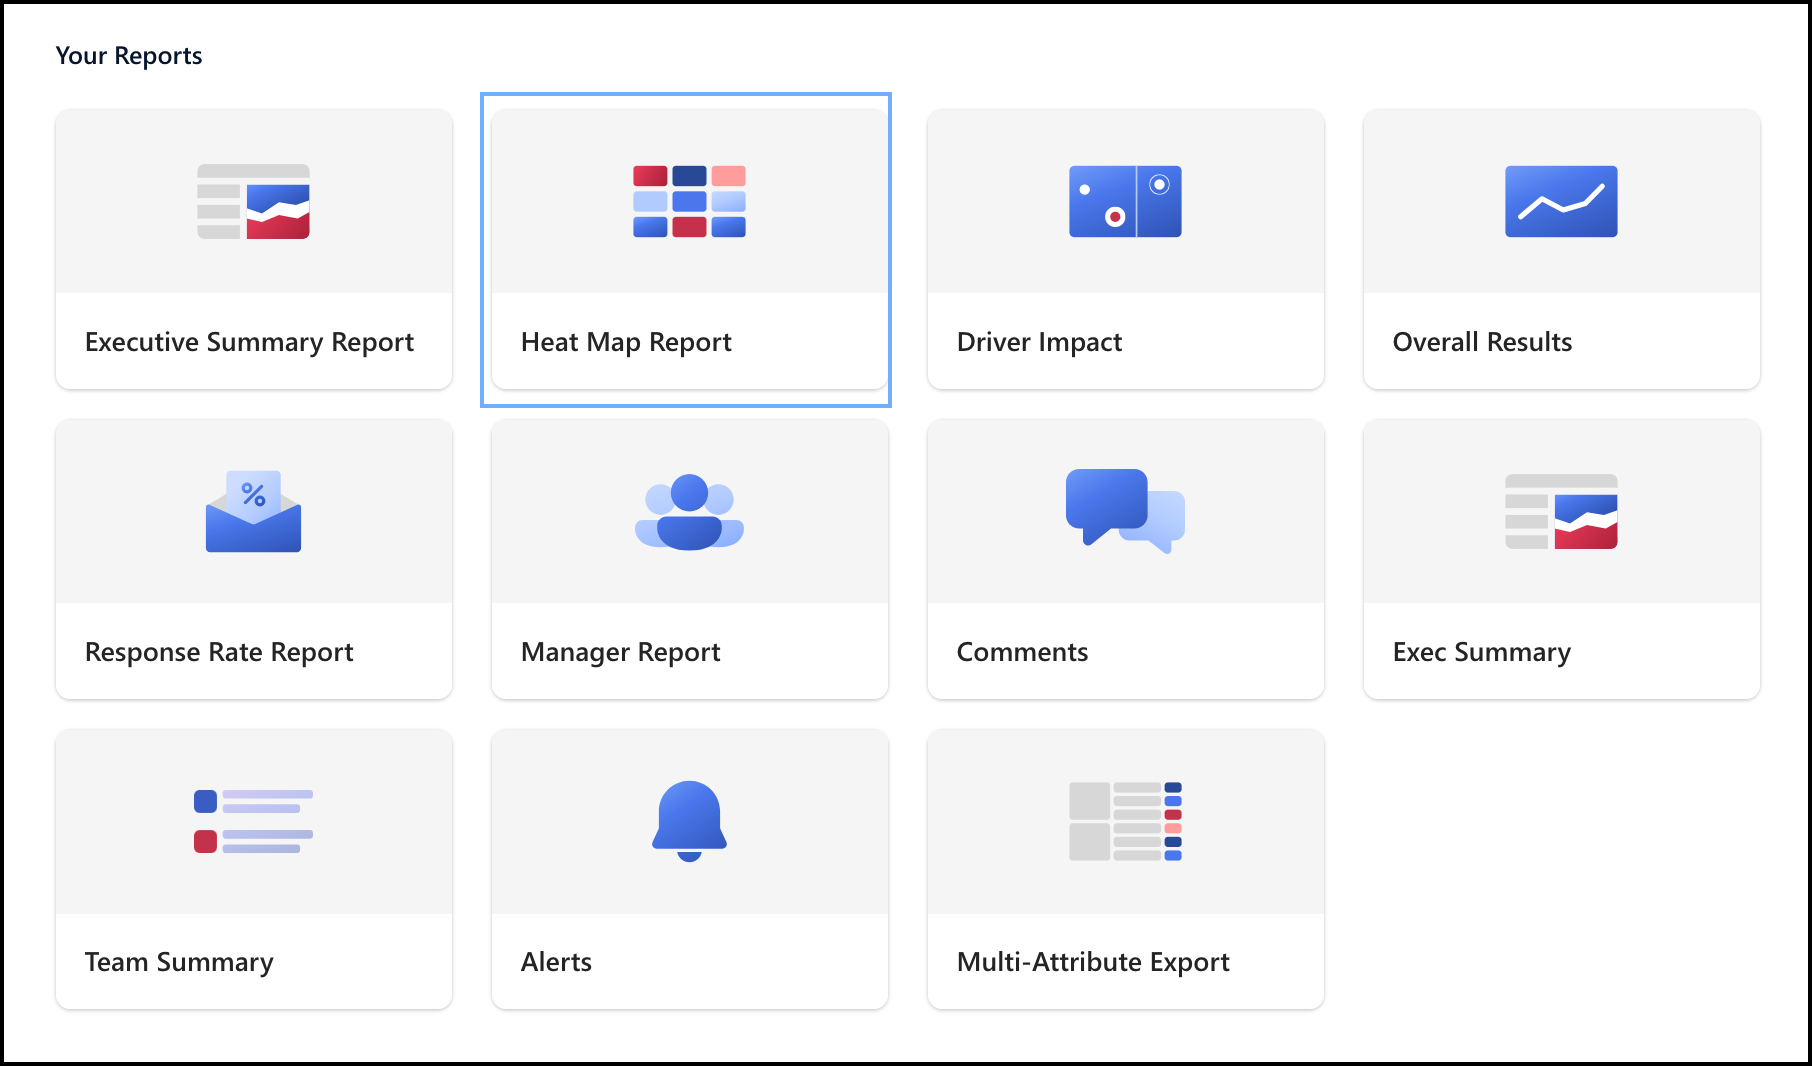 Your Reports
Executive Summary Report
Heat Map Report
Driver Impact
Overall Results
%
Response Rate Report
Manager Report
Comments
Exec Summary
Team Summary
Alerts
Multi-Attribute Export